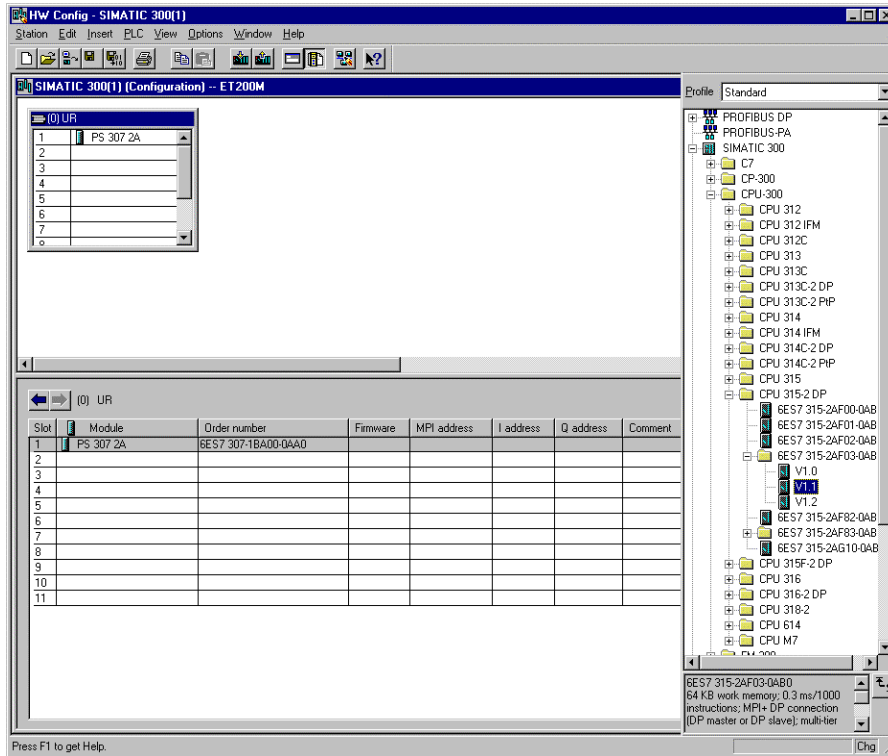 HW Config - SIMATIC 300(1)
Station Edit Insert PLC View Options Window Help
SIMATIC 300(1) (Configuration) -- ET200M
(0) UR
1 PS 307 2A
2
3
4
5
6
7
8
(0) UR
Slot Module Order number Firmware MPI address I address Q address Comment
1 PS 307 2A 6ES7 307-1BA00-0AA0
2
3
4
5
6
7
8
9
10
11
Profile Standard
PROFIBUS DP
PROFIBUS-PA
SIMATIC 300
C7
CP-300
CPU-300
CPU 312
CPU 312 IFM
CPU 312C
CPU 313
CPU 313C
CPU 313C-2 DP
CPU 313C-2 PtP
CPU 314
CPU 314 IFM
CPU 314C-2 DP
CPU 314C-2 PtP
CPU 315
CPU 315-2 DP
6ES7 315-2AF00-0AB
6ES7 315-2AF01-0AB
6ES7 315-2AF02-0AB
6ES7 315-2AF03-0AB
V1.0
V1.1
V1.2
6ES7 315-2AF82-0AB
6ES7 315-2AF83-0AB
6ES7 315-2AG10-0AB
CPU 315F-2 DP
CPU 316
CPU 316-2 DP
CPU 318-2
CPU 614
CPU M7
FM-300
6ES7 315-2AF03-0AB0
64 KB work memory; 0.3 ms/1000
instructions; MPI+ DP connection
(DP master or DP slave); multi-tier
Press F1 to get Help.
Chg